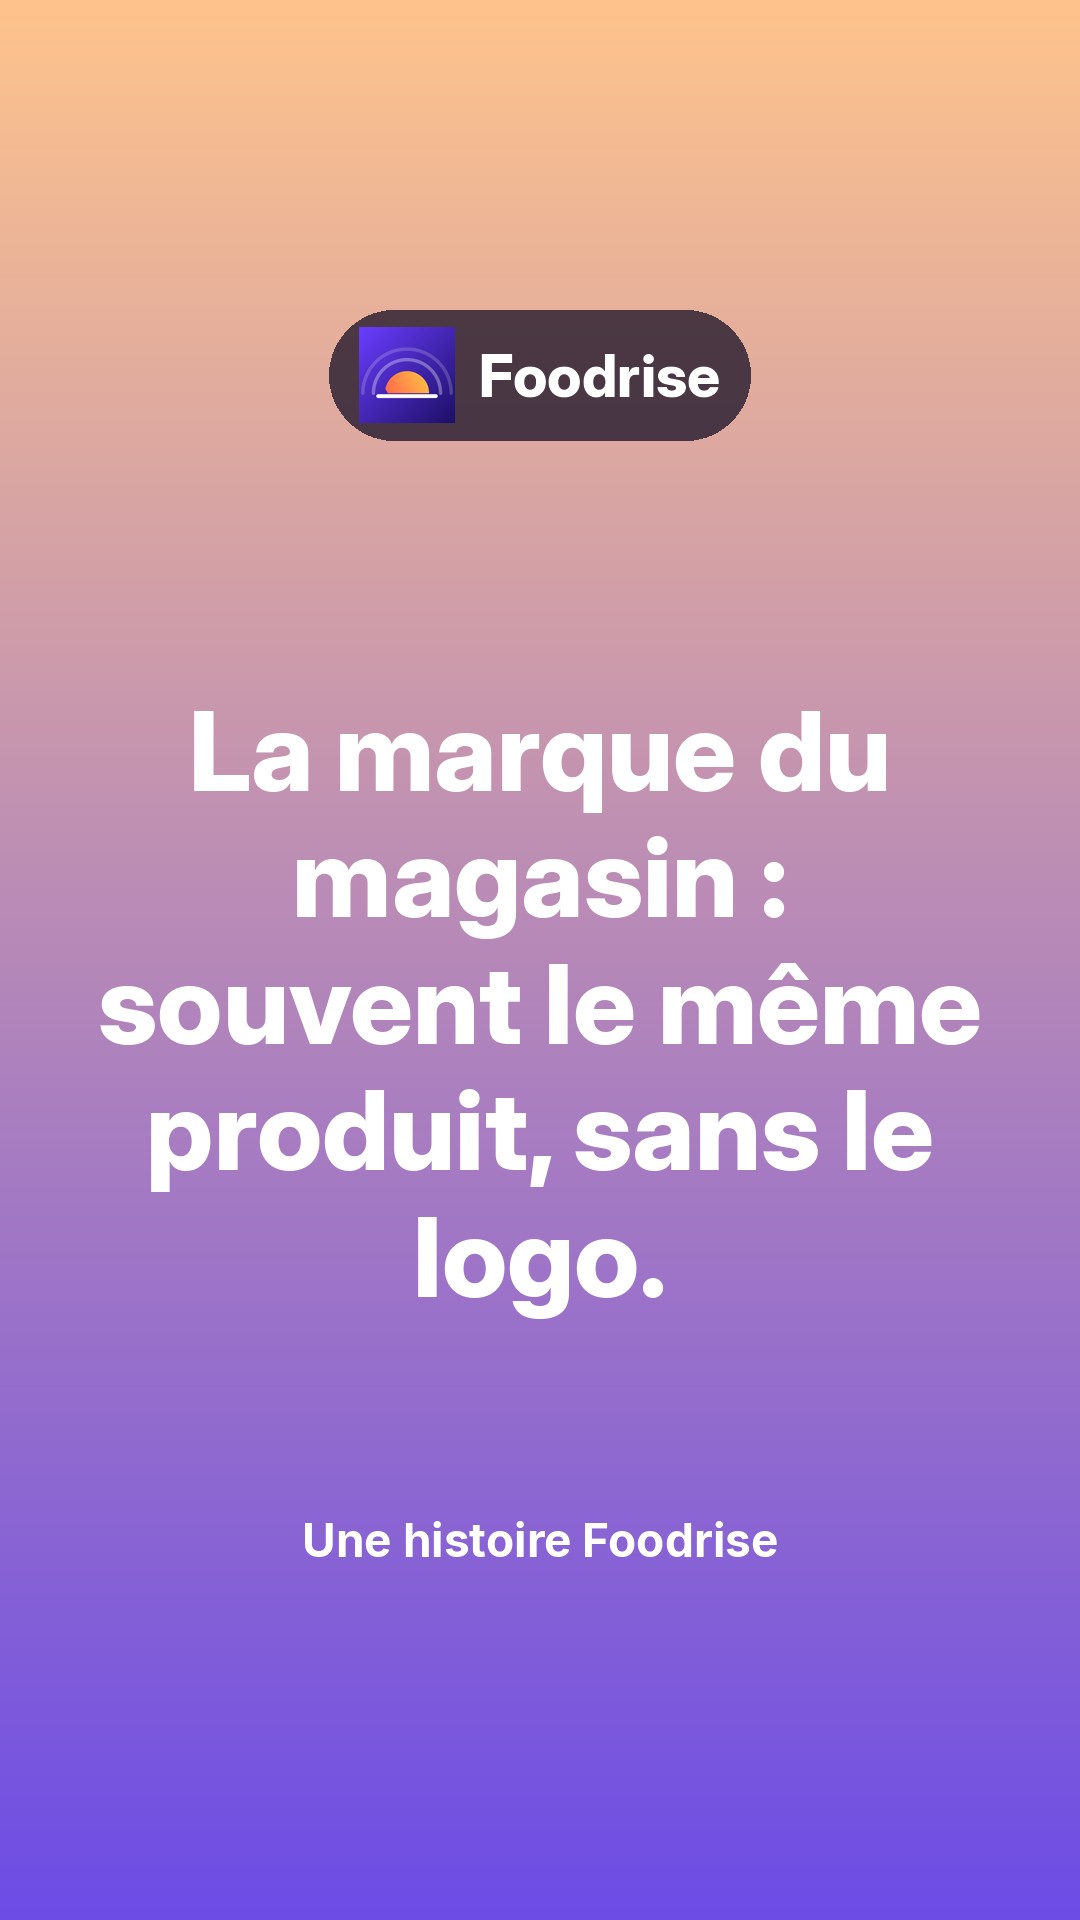 Foodrise
La marque du
magasin :
souvent le même
produit, sans le
logo.
Une histoire Foodrise